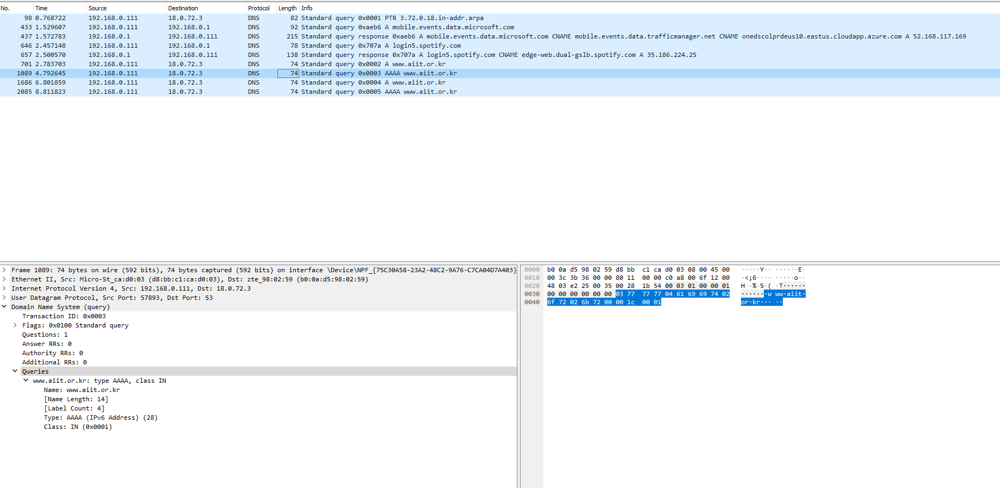 No. Time Source Destination Protocol Length Info
98 0.768722 192.168.0.111 18.0.72.3 DNS 82 Standard query 0x0001 PTR 3.72.0.18.in-addr.arpa
433 1.529607 192.168.0.111 192.168.0.1 DNS 92 Standard query 0xaeb6 A mobile.events.data.microsoft.com
437 1.572783 192.168.0.1 192.168.0.111 DNS 215 Standard query response 0xaeb6 A mobile.events.data.microsoft.com CNAME mobile.events.data.trafficmanager.net CNAME onedscolprdeus10.eastus.cloudapp.azure.com A 52.168.117.169
646 2.457148 192.168.0.111 192.168.0.1 DNS 78 Standard query 0x707a A login5.spotify.com
657 2.500570 192.168.0.1 192.168.0.111 DNS 138 Standard query response 0x707a A login5.spotify.com CNAME edge-web.dual-gslb.spotify.com A 35.186.224.25
701 2.783703 192.168.0.111 18.0.72.3 DNS 74 Standard query 0x0002 A www.aiit.or.kr
1089 4.792645 192.168.0.111 18.0.72.3 DNS 74 Standard query 0x0003 AAAA www.aiit.or.kr
1686 6.801859 192.168.0.111 18.0.72.3 DNS 74 Standard query 0x0004 A www.aiit.or.kr
2085 8.811823 192.168.0.111 18.0.72.3 DNS 74 Standard query 0x0005 AAAA www.aiit.or.kr
Frame 1089: 74 bytes on wire (592 bits), 74 bytes captured (592 bits) on interface \Device\NPF_{75C30A58-23A2-48C2-9A76-C7CA04D7A403}
Ethernet II, Src: Micro-St_ca:d0:03 (d8:bb:c1:ca:d0:03), Dst: zte_98:02:59 (b0:0a:d5:98:02:59)
Internet Protocol Version 4, Src: 192.168.0.111, Dst: 18.0.72.3
User Datagram Protocol, Src Port: 57893, Dst Port: 53
Domain Name System (query)
Transaction ID: 0x0003
Flags: 0x0100 Standard query
Questions: 1
Answer RRs: 0
Authority RRs: 0
Additional RRs: 0
Queries
www.aiit.or.kr: type AAAA, class IN
Name: www.aiit.or.kr
[Name Length: 14]
[Label Count: 4]
Type: AAAA (IPv6 Address) (28)
Class: IN (0x0001)
0000 b0 0a d5 98 02 59 d8 bb c1 ca d0 03 08 00 45 00 ·····Y·· ······E·
0010 00 3c 3b 36 00 00 80 11 00 00 c0 a8 00 6f 12 00 ·<;6···· ·····o··
0020 48 03 e2 25 00 35 00 28 1b 54 00 03 01 00 00 01 H··%·5·( ·T······
0030 00 00 00 00 00 00 03 77 77 77 04 61 69 69 74 02 ·······w ww·aiit·
0040 6f 72 02 6b 72 00 00 1c 00 01 or·kr··· ··